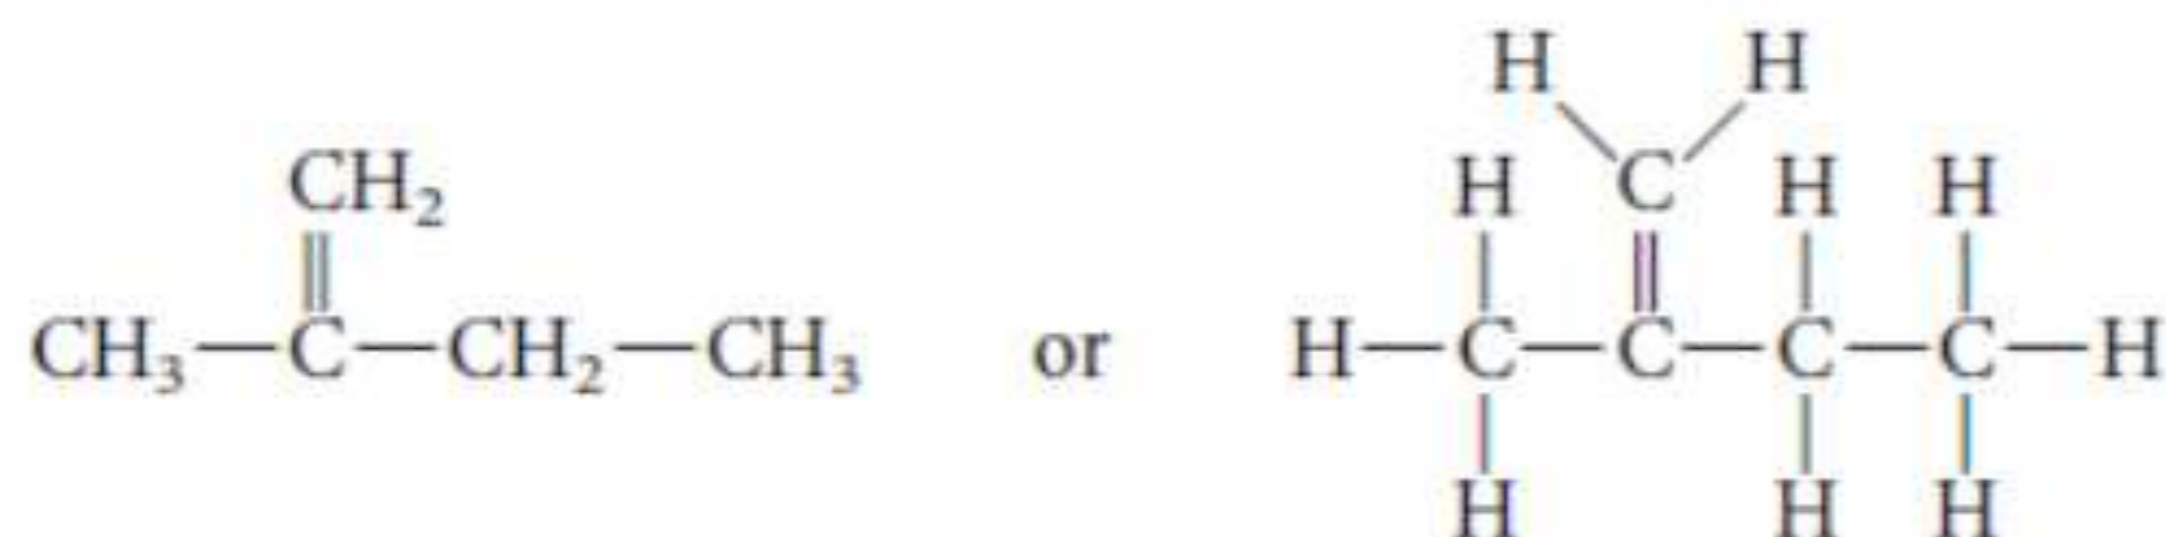 H H
CH₂ H C H H
CH₃—C—CH₂—CH₃ or H—C—C—C—C—H
H H H